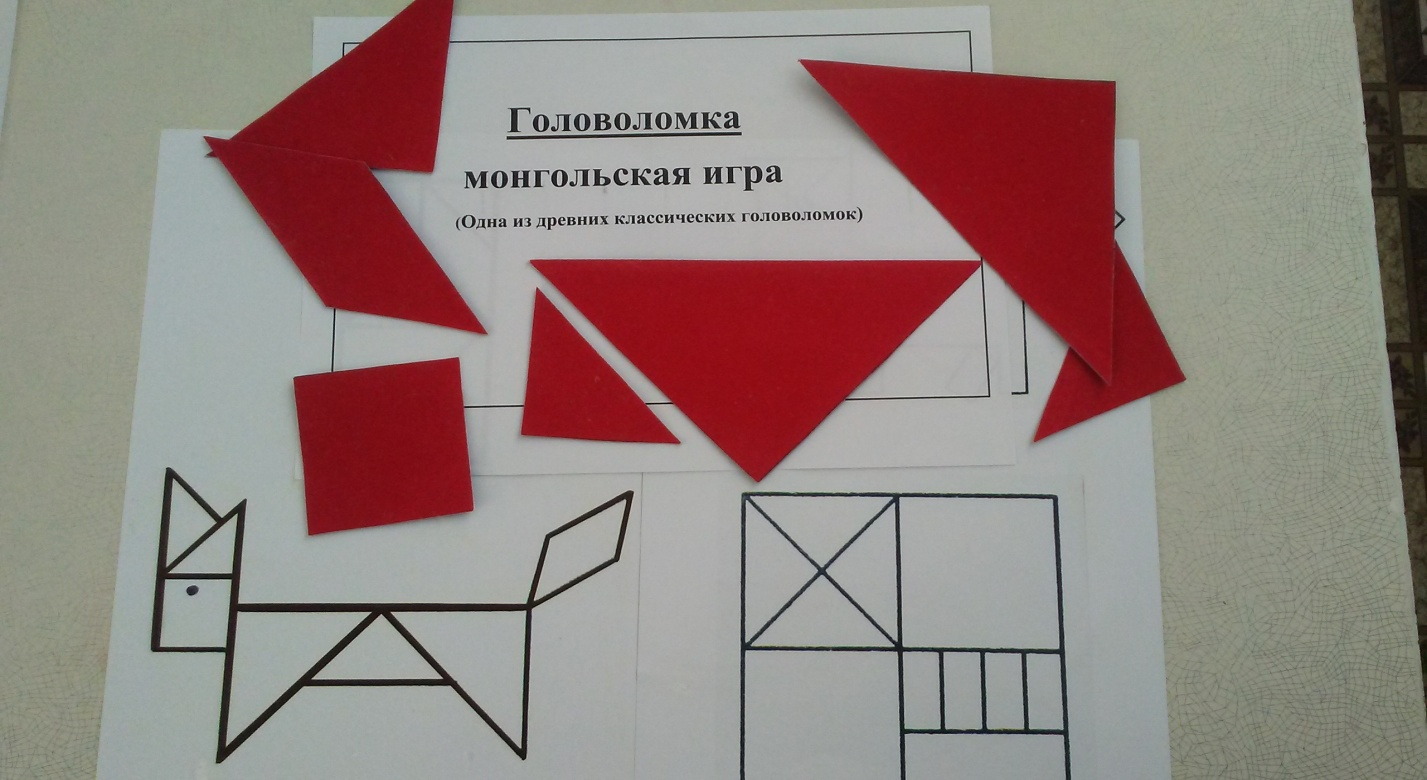 Головоломка
монгольская игра
(Одна из древних классических головоломок)